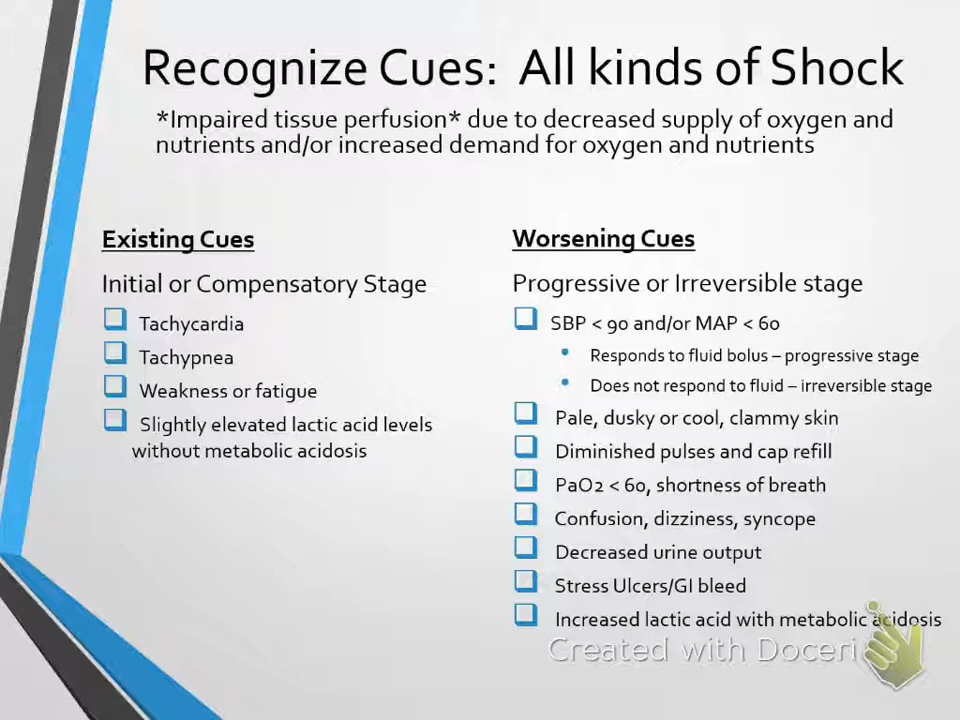 Recognize Cues: All kinds of Shock
*Impaired tissue perfusion* due to decreased supply of oxygen and
nutrients and/or increased demand for oxygen and nutrients
Existing Cues
Initial or Compensatory Stage
Tachycardia
Tachypnea
Weakness or fatigue
Slightly elevated lactic acid levels
without metabolic acidosis
Worsening Cues
Progressive or Irreversible stage
SBP < 90 and/or MAP < 60
• Responds to fluid bolus – progressive stage
• Does not respond to fluid – irreversible stage
Pale, dusky or cool, clammy skin
Diminished pulses and cap refill
PaO2 < 60, shortness of breath
Confusion, dizziness, syncope
Decreased urine output
Stress Ulcers/GI bleed
Increased lactic acid with metabolic acidosis
Created with Doceri